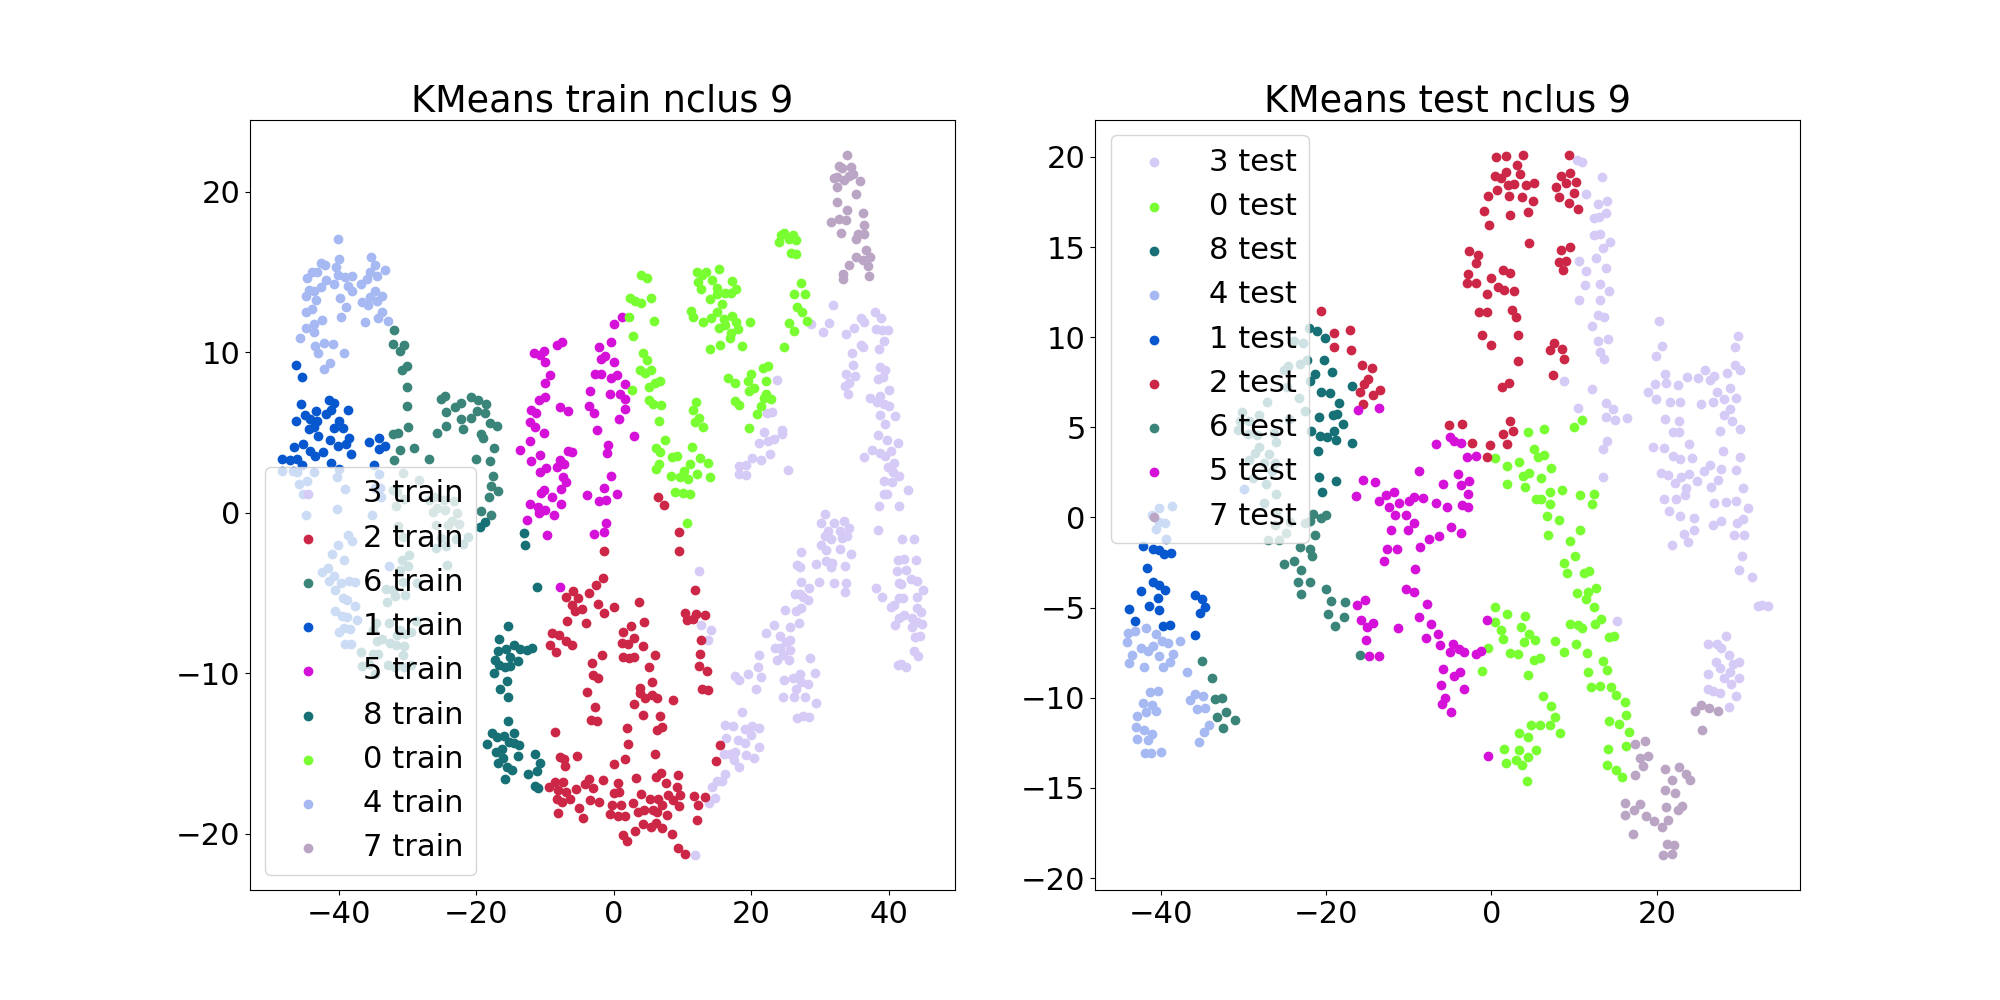 KMeans train nclus 9
20
10
0
−10
−20
−40
−20
0
20
40
3 train
2 train
6 train
1 train
5 train
8 train
0 train
4 train
7 train
KMeans test nclus 9
20
15
10
5
0
−5
−10
−15
−20
−40
−20
0
20
3 test
0 test
8 test
4 test
1 test
2 test
6 test
5 test
7 test